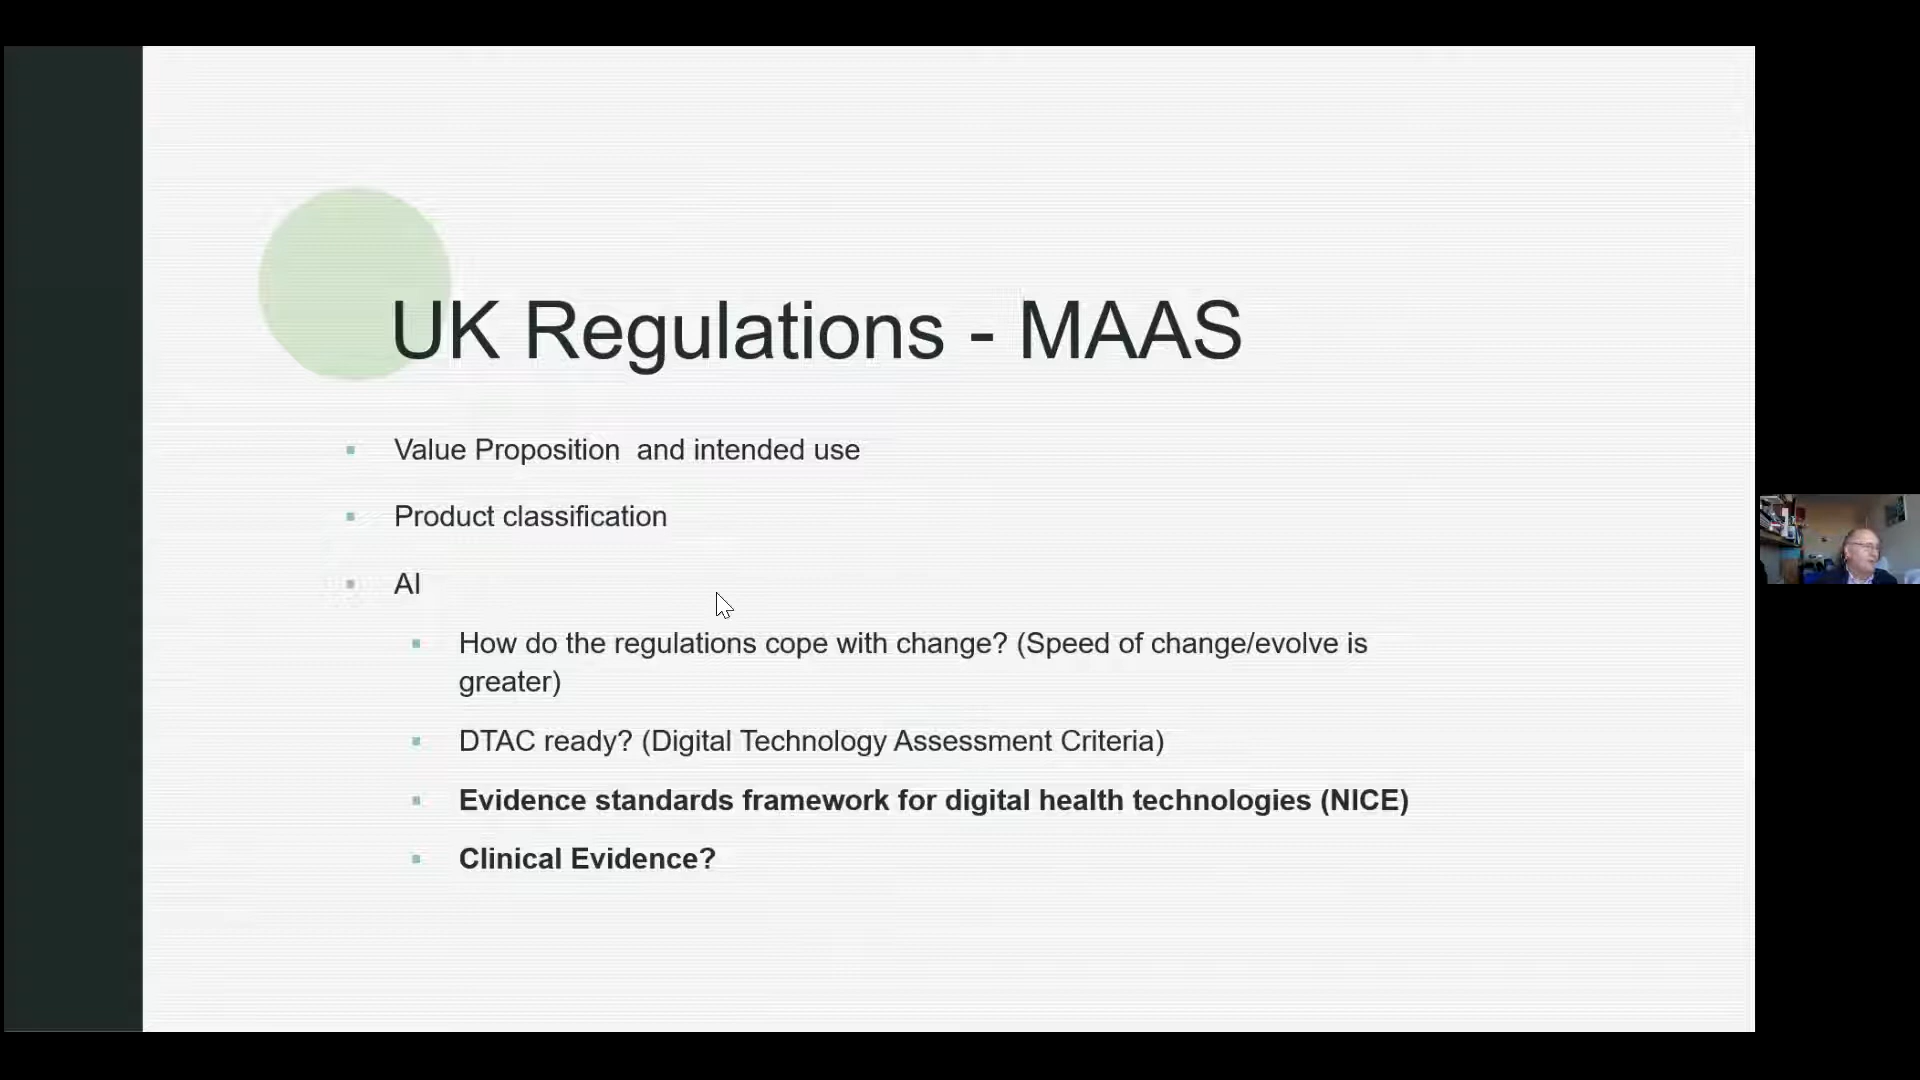 UK Regulations - MAAS
Value Proposition  and intended use
Product classification
AI
How do the regulations cope with change? (Speed of change/evolve is
greater)
DTAC ready? (Digital Technology Assessment Criteria)
Evidence standards framework for digital health technologies (NICE)
Clinical Evidence?